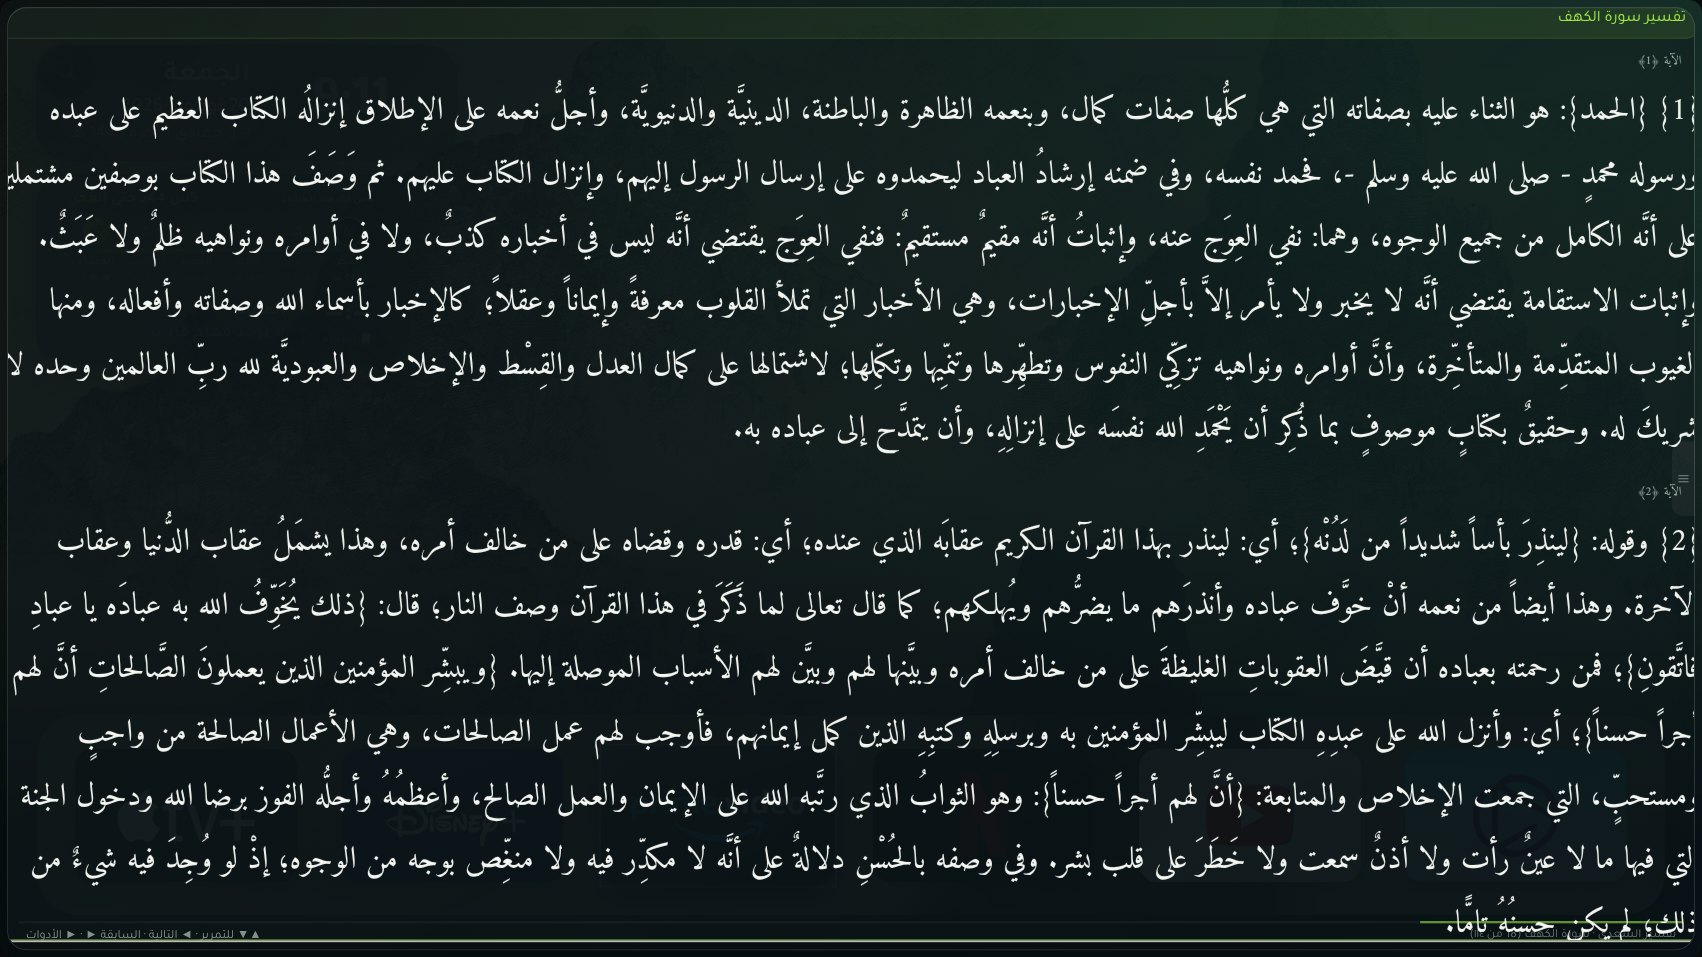 تفسير سورة الكهف
الآية ﴿1﴾
{1} {الحمد}: هو الثناء عليه بصفاته التي هي كلُّها صفات كمال، وبنعمه الظاهرة والباطنة، الدينيَّة والدنيويَّة، وأجلُّ نعمه على الإطلاق إنزالُه الكتاب العظيم على عبده
ورسوله محمدٍ - صلى الله عليه وسلم -، فحمد نفسه، وفي ضمنه إرشادُ العباد ليحمدوه على إرسال الرسول إليهم، وإنزال الكتاب عليهم. ثم وَصَفَ هذا الكتاب بوصفين مشتملين
على أنَّه الكامل من جميع الوجوه، وهما: نفي العِوَج عنه، وإثباتُ أنَّه مقيمٌ مستقيمٌ: فنفي العِوَج يقتضي أنَّه ليس في أخباره كذبٌ، ولا في أوامره ونواهيه ظلمٌ ولا عَبَثٌ.
وإثبات الاستقامة يقتضي أنَّه لا يخبر ولا يأمر إلاَّ بأجلِّ الإخبارات، وهي الأخبار التي تملأ القلوب معرفةً وإيماناً وعقلاً؛ كالإخبار بأسماء الله وصفاته وأفعاله، ومنها
لغيوب المتقدِّمة والمتأخِّرة، وأنَّ أوامره ونواهيه تزكِّي النفوس وتطهِّرها وتنمِّيها وتكمِّلها؛ لاشتمالها على كمال العدل والقِسْط والإخلاص والعبوديَّة لله ربِّ العالمين وحده لا
شريكَ له. وحقيقٌ بكتابٍ موصوفٍ بما ذُكِر أن يَحْمَدِ الله نفسَه على إنزالِهِ، وأن يتمدَّح إلى عباده به.
الآية ﴿2﴾
{2} وقوله: {لينذِرَ بأساً شديداً من لَدُنْه}؛ أي: لينذر بهذا القرآن الكريم عقابَه الذي عنده؛ أي: قدره وقضاه على من خالف أمره، وهذا يشمَلُ عقاب الدُّنيا وعقاب
لآخرة. وهذا أيضاً من نعمه أنْ خوَّف عباده وأنذرَهم ما يضرُّهم ويُهلكهم؛ كما قال تعالى لما ذَكَرَ في هذا القرآن وصف النار؛ قال: {ذلك يُخَوِّفُ الله به عبادَه يا عبادِ
فاتَّقونِ}؛ فمن رحمته بعباده أن قيَّضَ العقوباتِ الغليظةَ على من خالف أمره وبيَّنها لهم وبيَّن لهم الأسباب الموصلة إليها. {ويبشِّر المؤمنين الذين يعملونَ الصَّالحاتِ أنَّ لهم
أجراً حسناً}؛ أي: وأنزل الله على عبدِهِ الكتاب ليبشِّر المؤمنين به وبرسلِهِ وكتبِهِ الذين كمل إيمانهم، فأوجب لهم عمل الصالحات، وهي الأعمال الصالحة من واجبٍ
ومستحبٍّ، التي جمعت الإخلاص والمتابعة: {أنَّ لهم أجراً حسناً}: وهو الثوابُ الذي رتَّبه الله على الإيمان والعمل الصالح، وأعظمُهُ وأجلُّه الفوز برضا الله ودخول الجنة
لتي فيها ما لا عينٌ رأت ولا أذنٌ سمعت ولا خَطَرَ على قلب بشر. وفي وصفه بالحُسْنِ دلالةٌ على أنَّه لا مكدِّر فيه ولا منغِّص بوجه من الوجوه؛ إذْ لو وُجِدَ فيه شيءٌ من
ذلك؛ لم يكن حسنُهُ تامًّا.
▲▼ للتمرير · ◄ التالية · السابقة ► · ► الأدوات